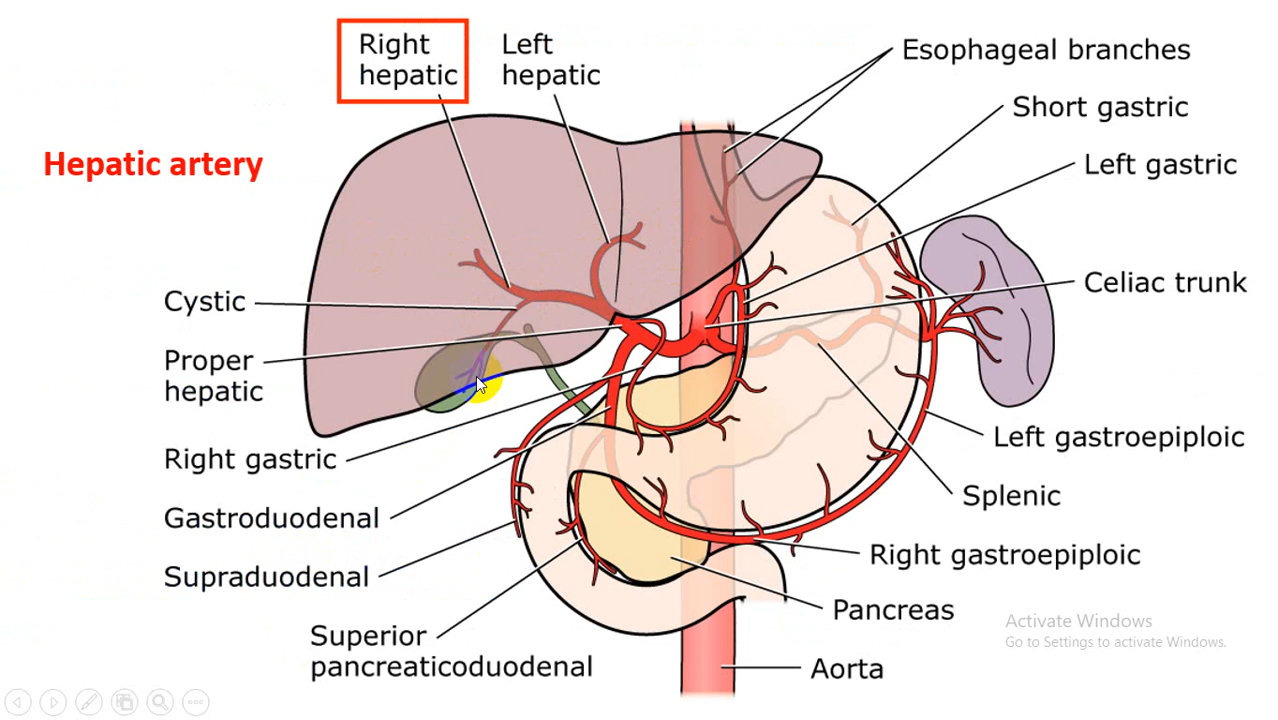 Right
hepatic
Left
hepatic
Esophageal branches
Short gastric
Hepatic artery
Left gastric
Celiac trunk
Cystic
Proper
hepatic
Left gastroepiploic
Right gastric
Splenic
Gastroduodenal
Right gastroepiploic
Supraduodenal
Pancreas
Activate Windows
Go to Settings to activate Windows.
Superior
pancreaticoduodenal
Aorta